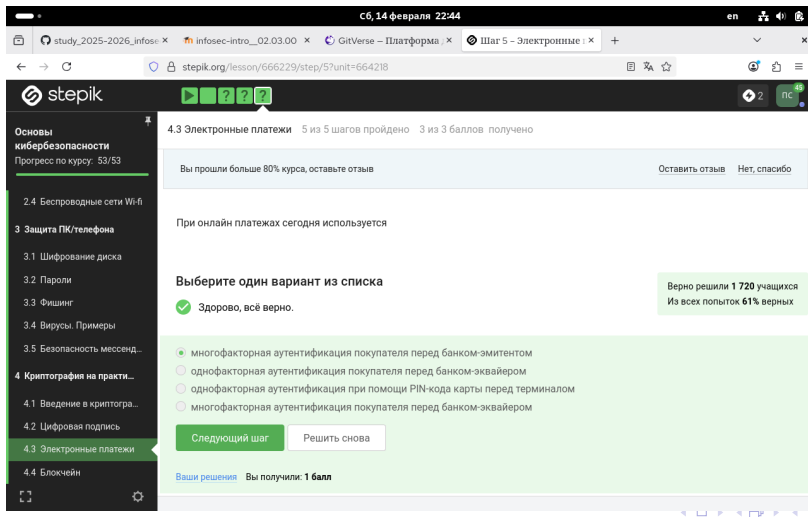 Сб, 14 февраля 22:44
en
study_2025-2026_infose
infosec-intro__02.03.00
GitVerse – Платформа
Шаг 5 – Электронные
stepik.org/lesson/666229/step/5?unit=664218
stepik
2
ПС
45
Основы
кибербезопасности
Прогресс по курсу: 53/53
4.3 Электронные платежи 5 из 5 шагов пройдено 3 из 3 баллов получено
Вы прошли больше 80% курса, оставьте отзыв
Оставить отзыв Нет, спасибо
2.4 Беспроводные сети Wi-fi
3 Защита ПК/телефона
3.1 Шифрование диска
3.2 Пароли
3.3 Фишинг
3.4 Вирусы. Примеры
3.5 Безопасность мессенд...
4 Криптография на практи...
4.1 Введение в криптогра...
4.2 Цифровая подпись
4.3 Электронные платежи
4.4 Блокчейн
При онлайн платежах сегодня используется
Выберите один вариант из списка
Здорово, всё верно.
Верно решили 1 720 учащихся
Из всех попыток 61% верных
многофакторная аутентификация покупателя перед банком-эмитентом
однофакторная аутентификация покупателя перед банком-эквайером
однофакторная аутентификация при помощи PIN-кода карты перед терминалом
многофакторная аутентификация покупателя перед банком-эквайером
Следующий шаг
Решить снова
Ваши решения Вы получили: 1 балл